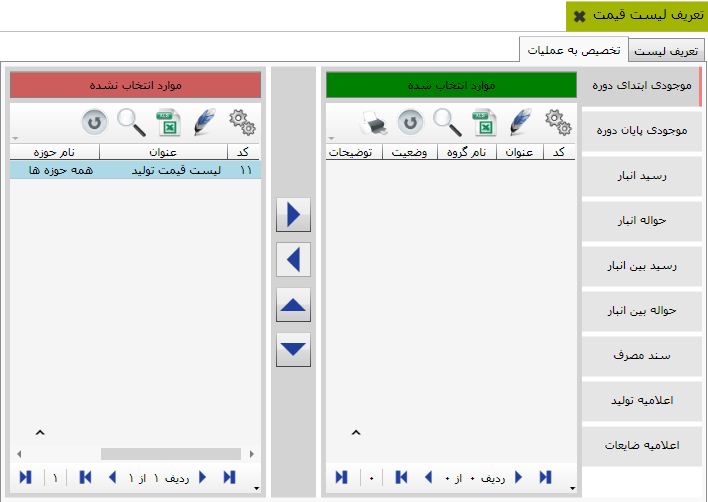 تعریف لیست قیمت
تعریف لیست
تخصیص به عملیات
موجودی ابتدای دوره
موجودی پایان دوره
رسید انبار
حواله انبار
رسید بین انبار
حواله بین انبار
سند مصرف
اعلامیه تولید
اعلامیه ضایعات
موارد انتخاب شده
کد عنوان نام گروه وضعیت توضیحات
ردیف ۰ از ۰ ۰
موارد انتخاب نشده
کد عنوان نام حوزه
۱۱ لیست قیمت تولید همه حوزه ها
ردیف ۱ از ۱ ۱